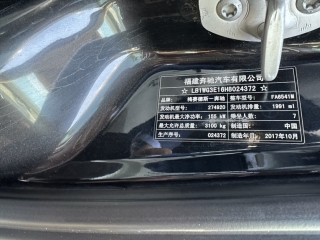 福建奔驰汽车有限公司
☆ LB1WG3E16H8024372 ☆
品牌 梅赛德斯-奔驰 整车型号 FA6541M
发动机型号 274920 发动机排量 1991 ml
发动机最大净功率 155 kW 乘坐人数 7
最大允许总质量 3100 kg 制造国 中国
生产公司 制造年月 2017年10月